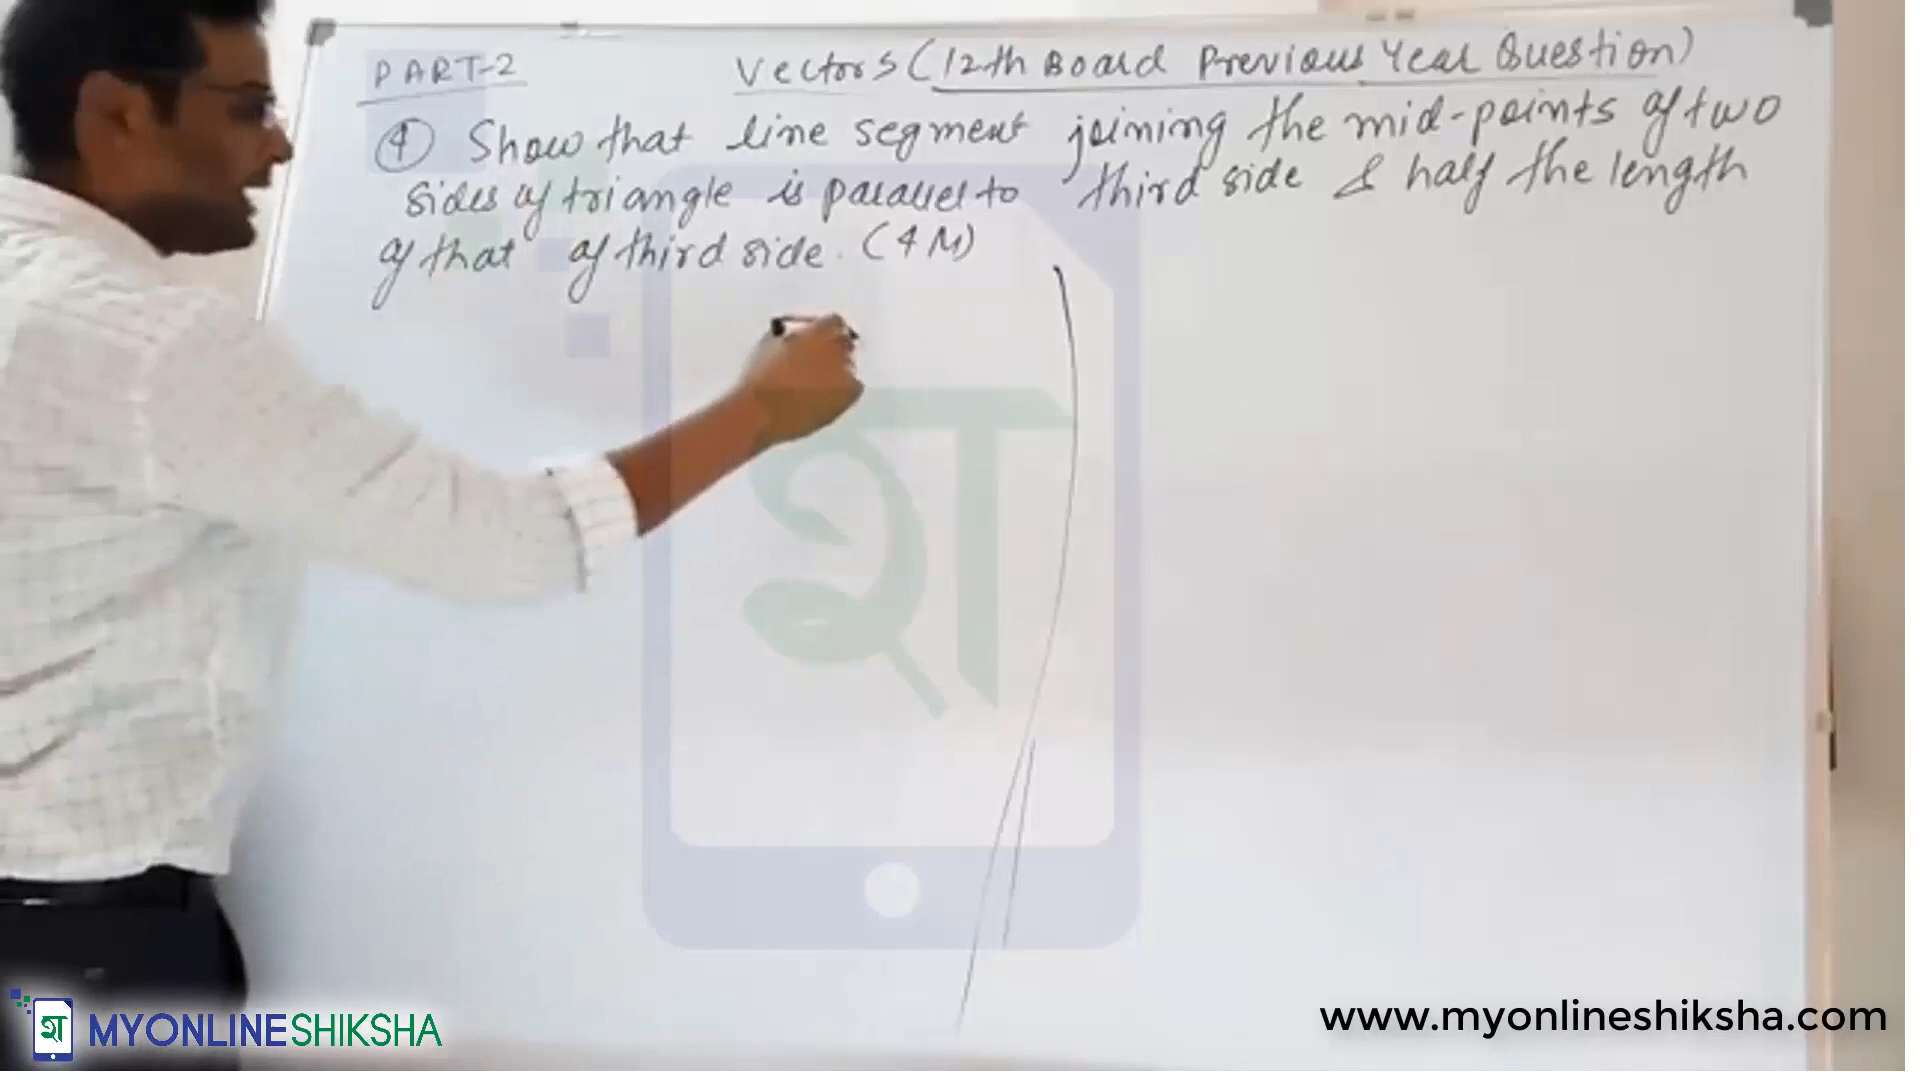 PART-2
Vectors (12th Board Previous Year Question)
④ Show that line segment joining the mid-points of two
sides of triangle is parallel to third side & half the length
of that of third side. (4M)
श
श
MYONLINESHIKSHA
www.myonlineshiksha.com